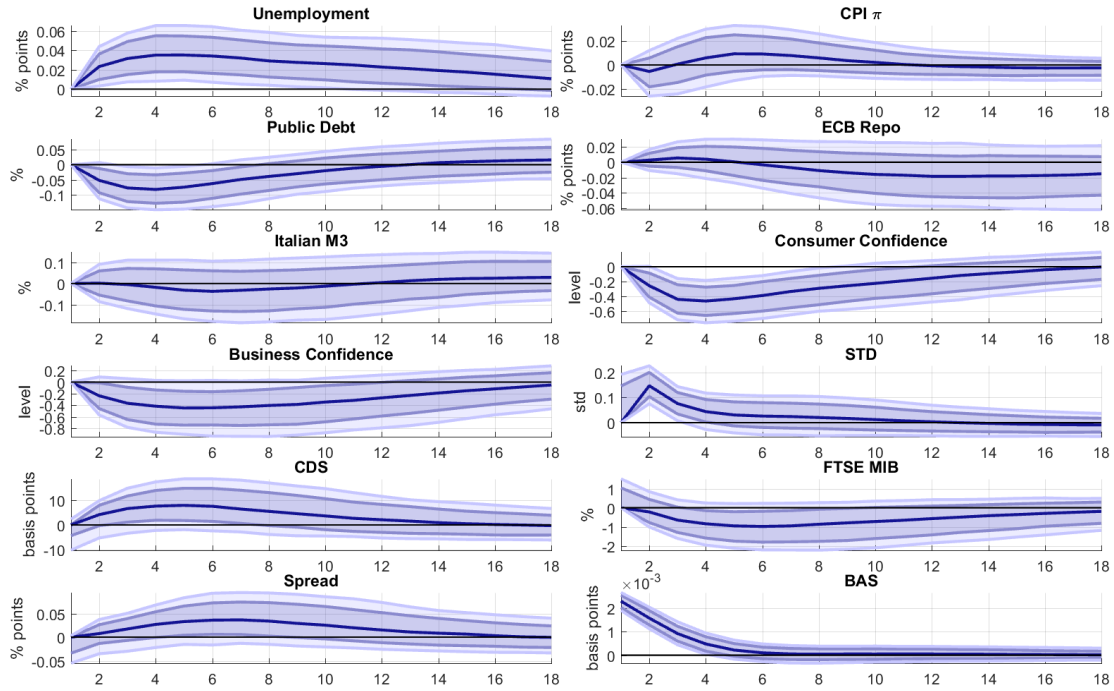 Unemployment
% points
0.06
0.04
0.02
0
2 4 6 8 10 12 14 16 18
CPI π
% points
0.02
0
-0.02
2 4 6 8 10 12 14 16 18
Public Debt
%
0.05
0
-0.05
-0.1
2 4 6 8 10 12 14 16 18
ECB Repo
% points
0.02
0
-0.02
-0.04
-0.06
2 4 6 8 10 12 14 16 18
Italian M3
%
0.1
0
-0.1
2 4 6 8 10 12 14 16 18
Consumer Confidence
level
0
-0.2
-0.4
-0.6
2 4 6 8 10 12 14 16 18
Business Confidence
level
0.2
0
-0.2
-0.4
-0.6
-0.8
2 4 6 8 10 12 14 16 18
STD
std
0.2
0.1
0
2 4 6 8 10 12 14 16 18
CDS
basis points
10
0
-10
2 4 6 8 10 12 14 16 18
FTSE MIB
%
1
0
-1
-2
2 4 6 8 10 12 14 16 18
Spread
% points
0.05
0
-0.05
2 4 6 8 10 12 14 16 18
BAS
×10⁻³
basis points
2
1
0
2 4 6 8 10 12 14 16 18